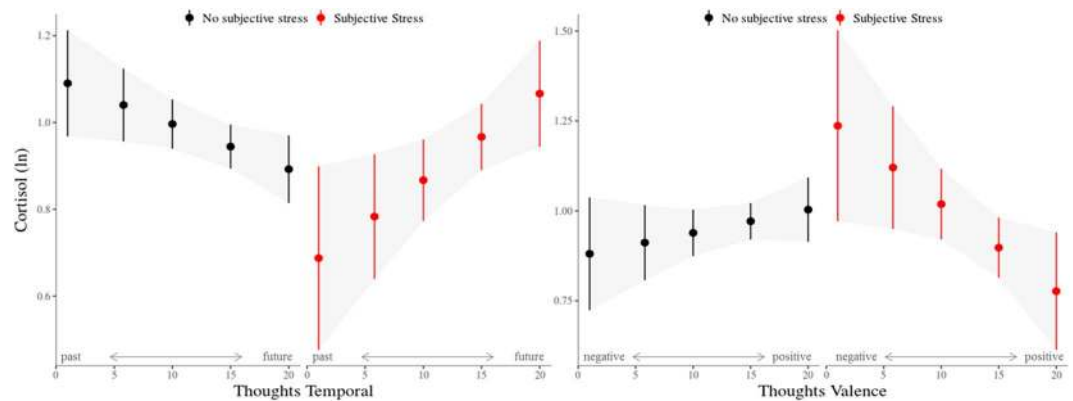 No subjective stress Subjective Stress
Cortisol (ln)
1.2
1.0
0.8
0.6
past future past future
0 5 10 15 20 0 5 10 15 20
Thoughts Temporal
No subjective stress Subjective Stress
1.50
1.25
1.00
0.75
negative positive negative positive
0 5 10 15 20 0 5 10 15 20
Thoughts Valence